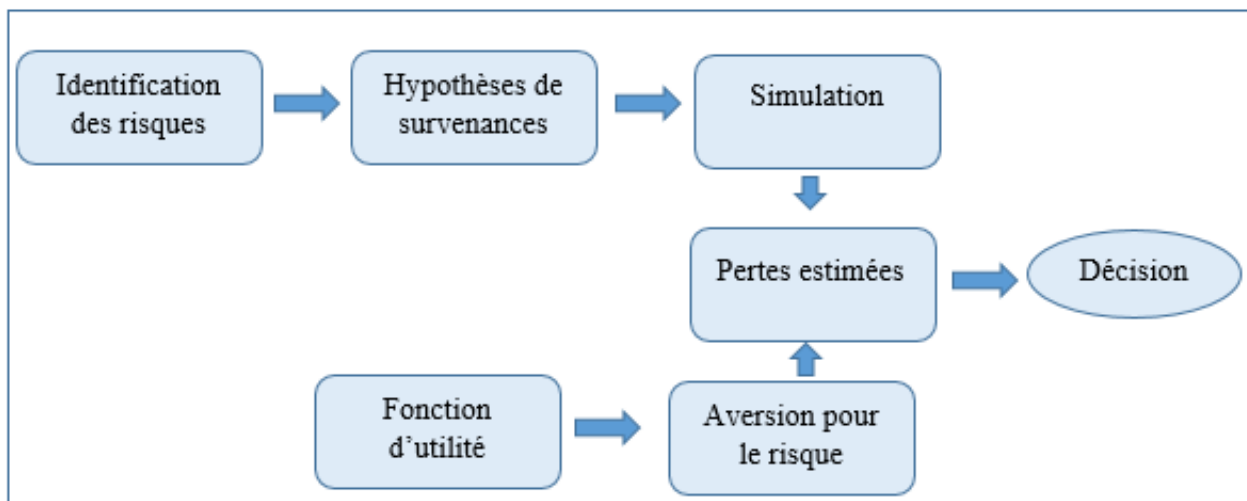 Identification
des risques
Hypothèses de
survenances
Simulation
Pertes estimées
Décision
Fonction
d’utilité
Aversion pour
le risque